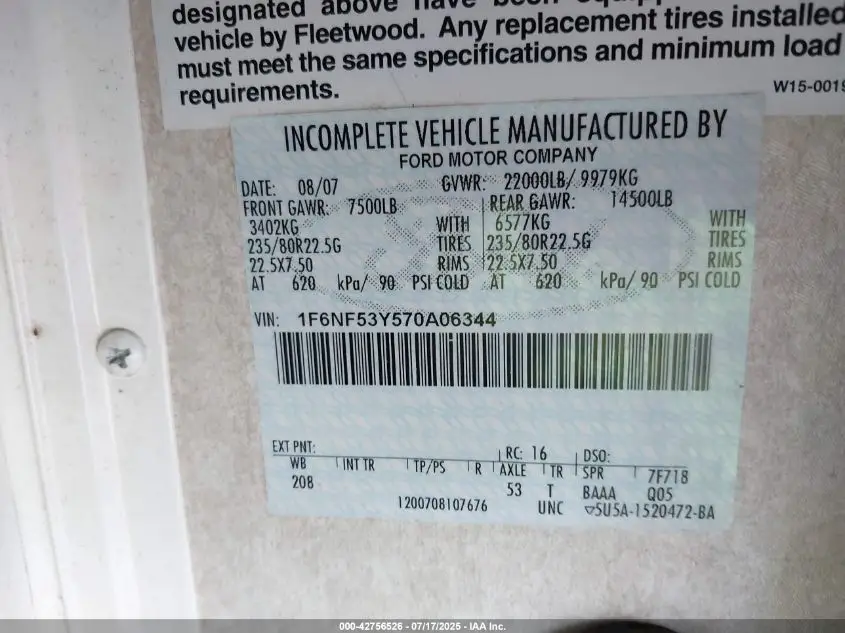 designated above have been
vehicle by Fleetwood. Any replacement tires installed
must meet the same specifications and minimum load
requirements.
W15-0019
INCOMPLETE VEHICLE MANUFACTURED BY
FORD MOTOR COMPANY
DATE: 08/07 GVWR: 22000LB/ 9979KG
FRONT GAWR: 7500LB REAR GAWR: 14500LB
3402KG WITH 6577KG WITH
235/80R22.5G TIRES 235/80R22.5G TIRES
22.5X7.50 RIMS 22.5X7.50 RIMS
AT 620 kPa/ 90 PSI COLD AT 620 kPa/ 90 PSI COLD
VIN: 1F6NF53Y570A06344
EXT PNT: RC: 16 DSO:
WB INT TR TP/PS R AXLE TR SPR 7F718
208 53 T BAAA Q05
1200708107676 UNC ▽5U5A-1520472-BA
000-42756526 - 07/17/2025 - IAA Inc.